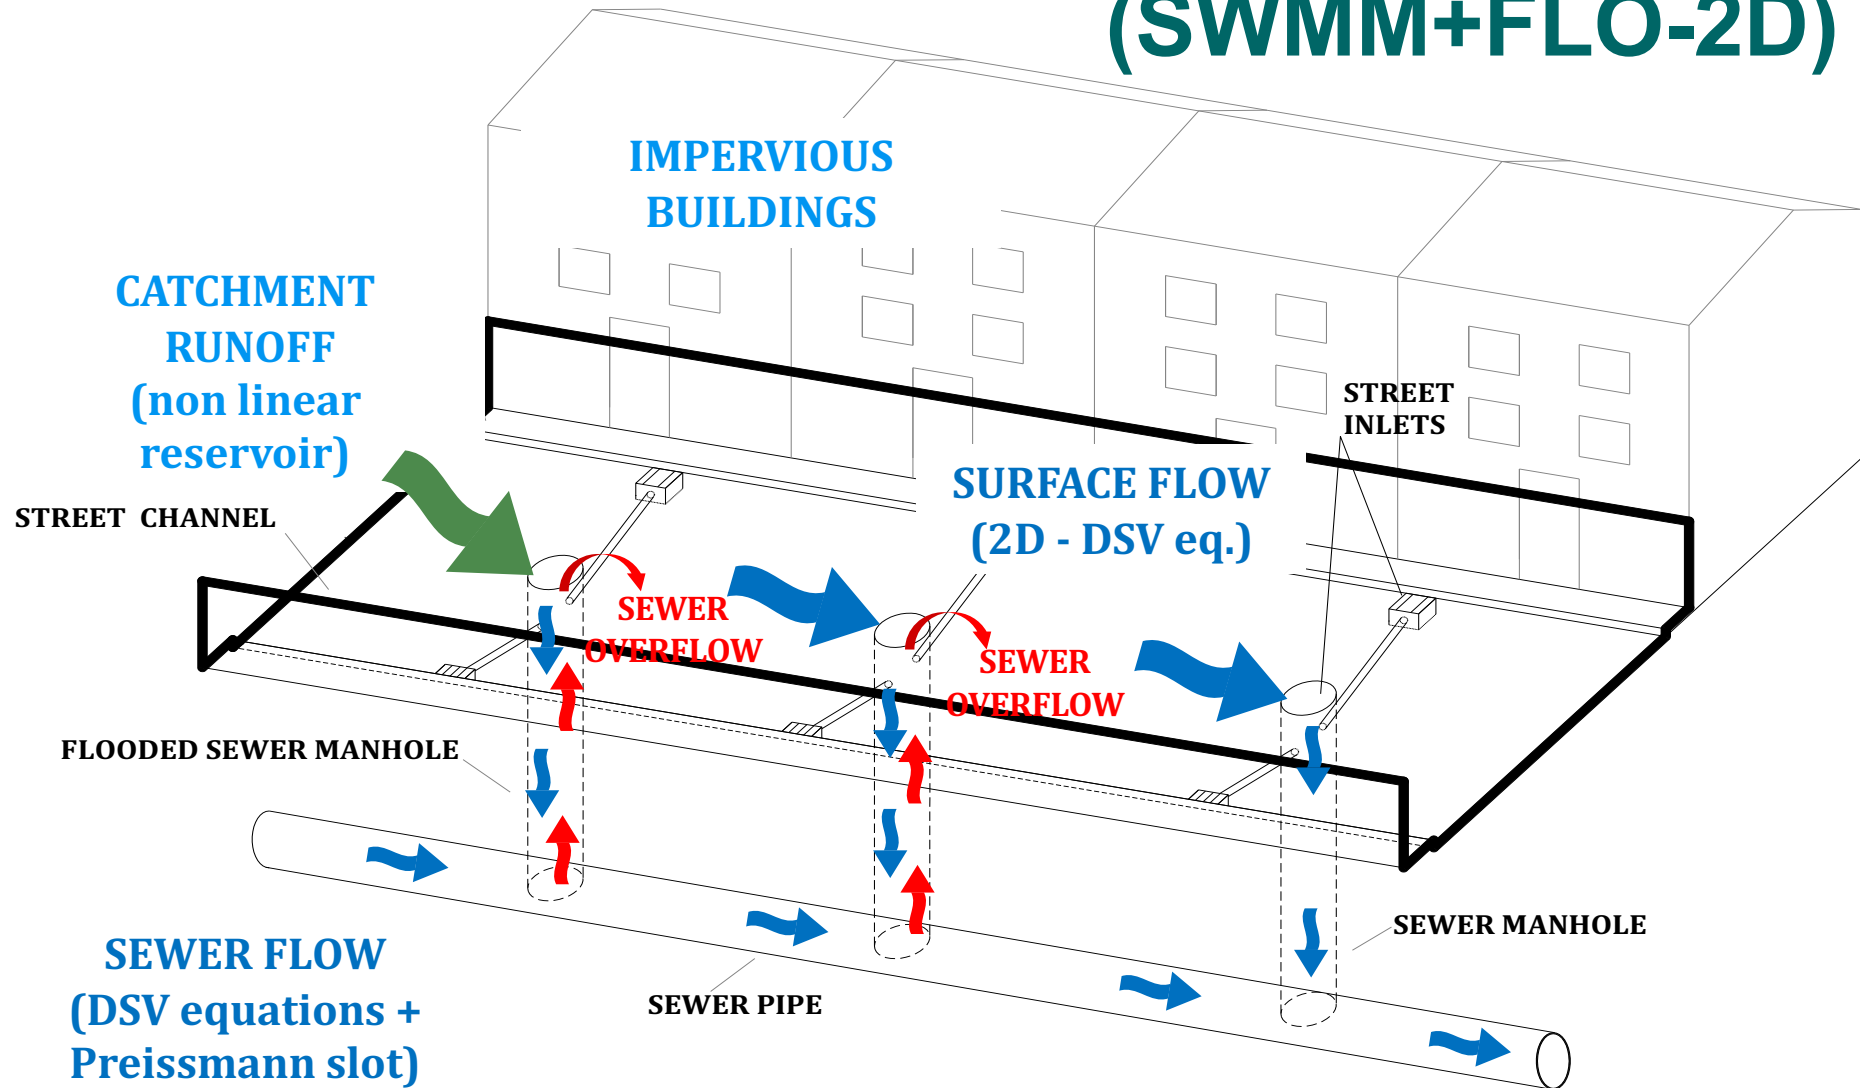 (SWMM+FLO-2D)
IMPERVIOUS
BUILDINGS
CATCHMENT
RUNOFF
(non linear
reservoir)
STREET
INLETS
SURFACE FLOW
(2D - DSV eq.)
STREET CHANNEL
SEWER
OVERFLOW
SEWER
OVERFLOW
FLOODED SEWER MANHOLE
SEWER MANHOLE
SEWER FLOW
(DSV equations +
Preissmann slot)
SEWER PIPE